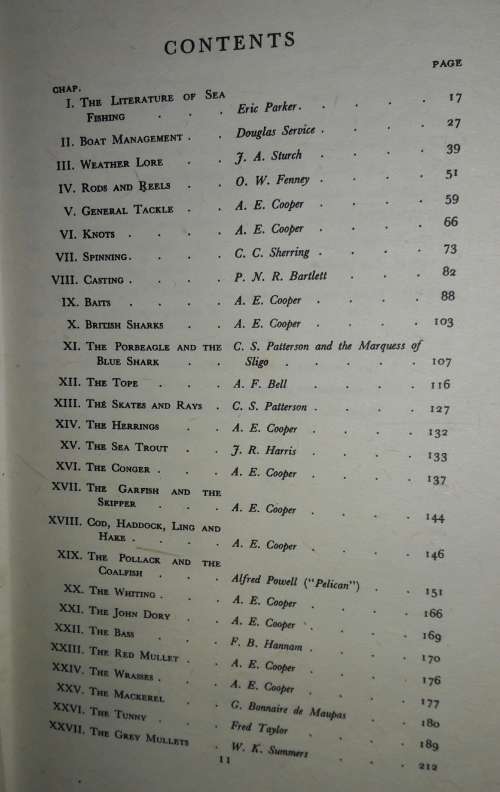 CONTENTS
PAGE
CHAP.
I. THE LITERATURE OF SEA
FISHING . . . Eric Parker . . . . 17
II. BOAT MANAGEMENT . . Douglas Service . . . . 27
III. WEATHER LORE . . J. A. Sturch . . . . 39
IV. RODS AND REELS . . O. W. Fenney . . . . 51
V. GENERAL TACKLE . . A. E. Cooper . . . . 59
VI. KNOTS . . . . A. E. Cooper . . . . 66
VII. SPINNING . . . . C. C. Sherring . . . . 73
VIII. CASTING . . . . P. N. R. Bartlett . . . 82
IX. BAITS . . . . A. E. Cooper . . . . 88
X. BRITISH SHARKS . . A. E. Cooper . . . . 103
XI. THE PORBEAGLE AND THE C. S. Patterson and the Marquess of
BLUE SHARK . . Sligo . . . . . 107
XII. THE TOPE . . . A. F. Bell . . . . 116
XIII. THE SKATES AND RAYS . C. S. Patterson . . . . 127
XIV. THE HERRINGS . . A. E. Cooper . . . . 132
XV. THE SEA TROUT . . J. R. Harris . . . . 133
XVI. THE CONGER . . . A. E. Cooper . . . . 137
XVII. THE GARFISH AND THE
SKIPPER . . . A. E. Cooper . . . . 144
XVIII. COD, HADDOCK, LING AND
HAKE . . . . A. E. Cooper . . . . 146
XIX. THE POLLACK AND THE
COALFISH . . . Alfred Powell ("Pelican") . . 151
XX. THE WHITING . . . A. E. Cooper . . . . 166
XXI. THE JOHN DORY . . A. E. Cooper . . . . 169
XXII. THE BASS . . . F. B. Hannam . . . . 170
XXIII. THE RED MULLET . . A. E. Cooper . . . . 176
XXIV. THE WRASSES . . . A. E. Cooper . . . . 177
XXV. THE MACKEREL . . G. Bonnaire de Maupas . . 180
XXVI. THE TUNNY . . . Fred Taylor . . . . 189
XXVII. THE GREY MULLETS . W. K. Summers . . . 212
11